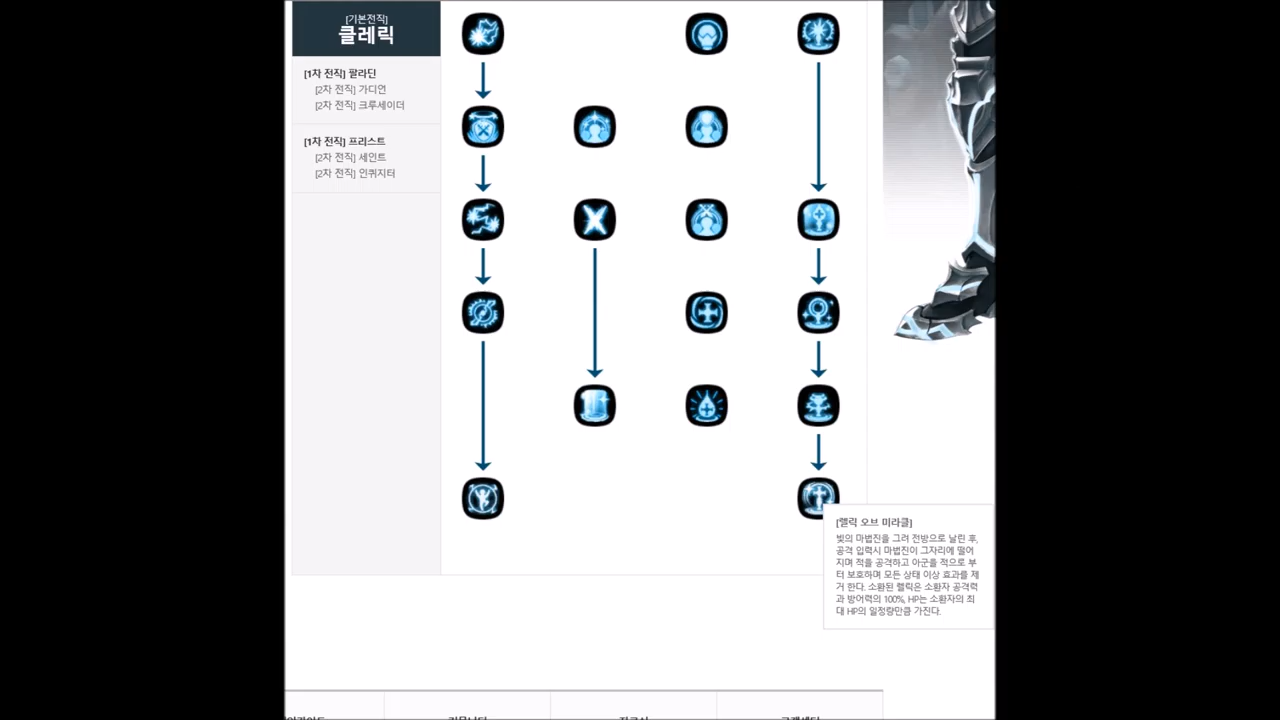 [기본전직]
클레릭
[1차 전직] 팔라딘
[2차 전직] 가디언
[2차 전직] 크루세이더
[1차 전직] 프리스트
[2차 전직] 세인트
[2차 전직] 인퀴지터
[렐릭 오브 미라클]
빛의 마법진을 그려 전방으로 날린 후,
공격 입력시 마법진이 그자리에 떨어
지며 적을 공격하고 아군을 적으로 부
터 보호하며 모든 상태 이상 효과를 제
거 한다. 소환된 렐릭은 소환자 공격력
과 방어력의 100%, HP는 소환자의 최
대 HP의 일정량만큼 가진다.